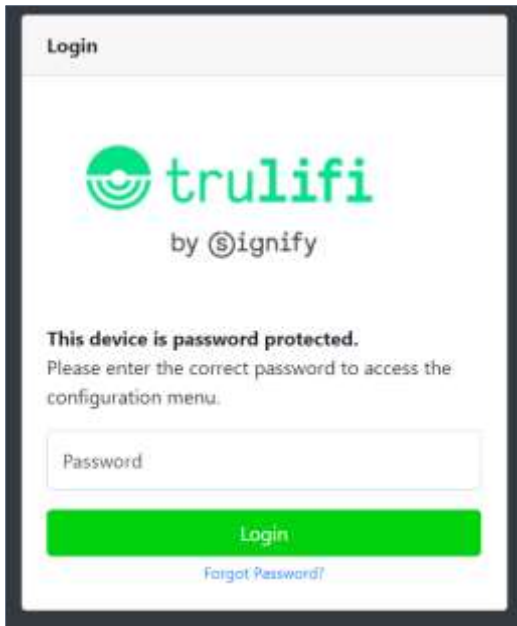 Login
trulifi
by signify
This device is password protected.
Please enter the correct password to access the
configuration menu.
Password
Login
Forgot Password?